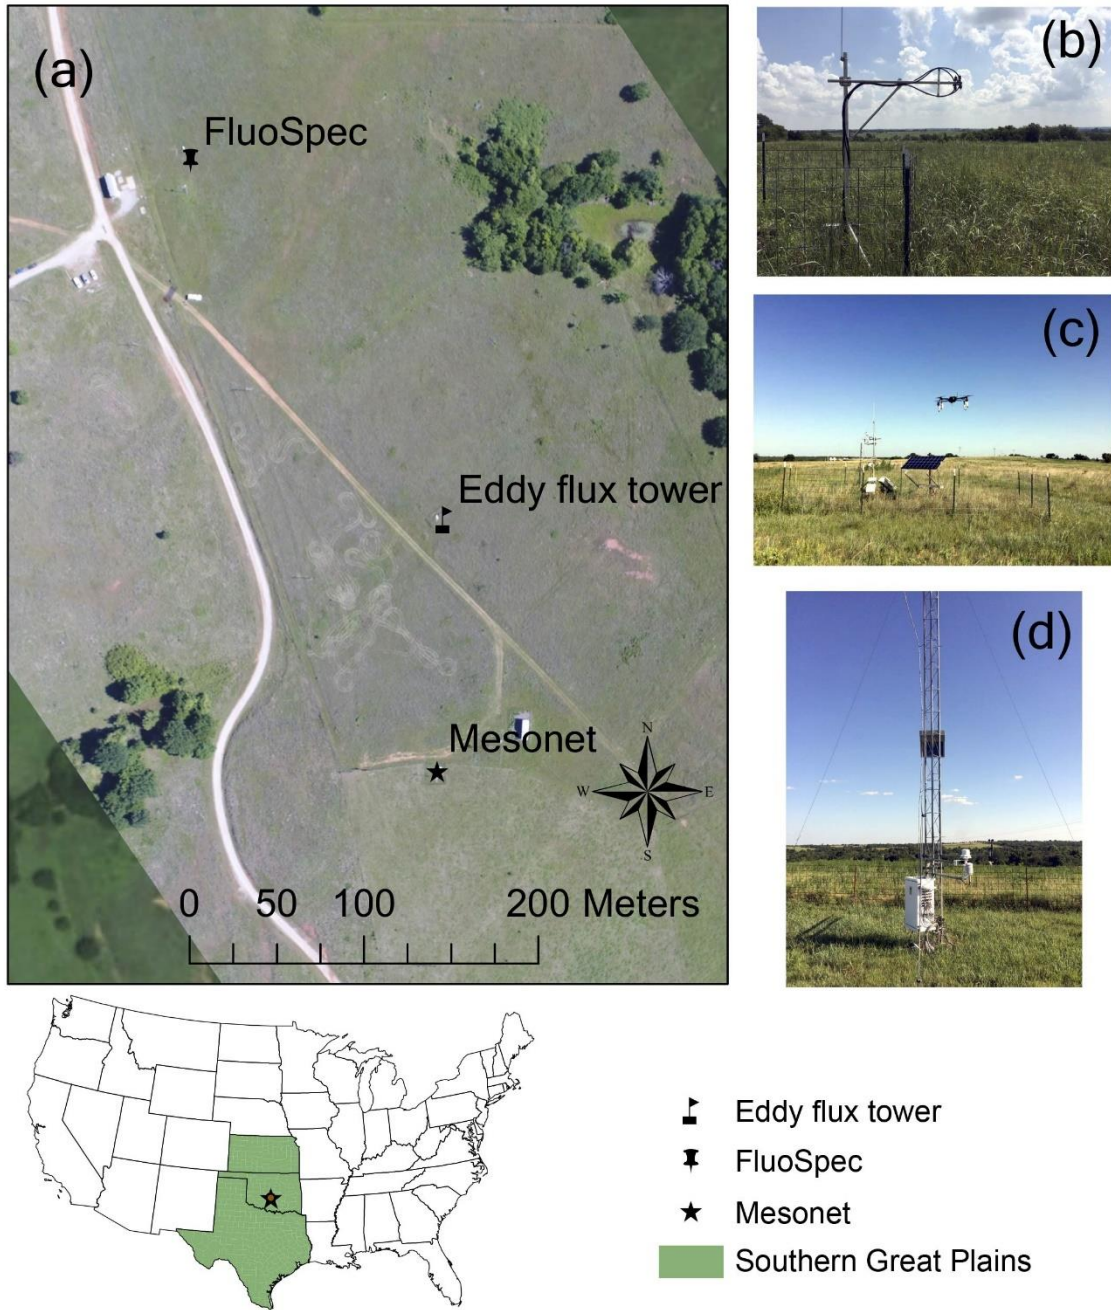 (a)
FluoSpec
Eddy flux tower
Mesonet
N
W E
S
0 50 100 200 Meters
(b)
(c)
(d)
Eddy flux tower
FluoSpec
Mesonet
Southern Great Plains